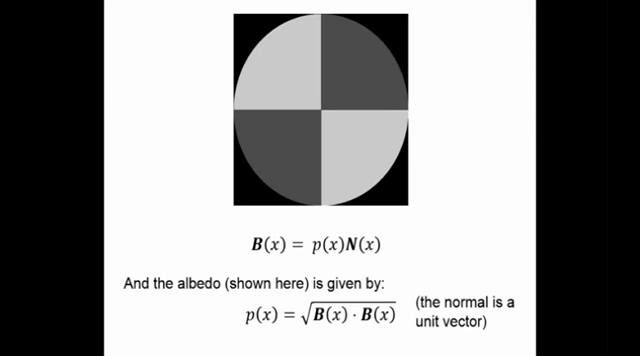 B(x) = p(x)N(x)
And the albedo (shown here) is given by:
p(x) = √B(x) · B(x) (the normal is a
unit vector)